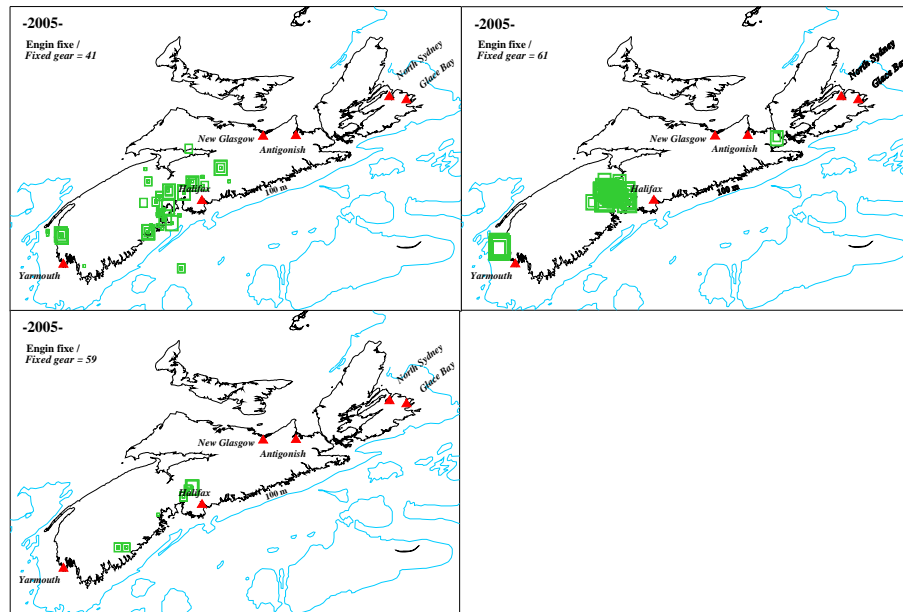 -2005-
Engin fixe /
Fixed gear = 41
North Sydney
Glace Bay
New Glasgow
Antigonish
Halifax
100 m
Yarmouth
-2005-
Engin fixe /
Fixed gear = 61
North Sydney
Glace Bay
New Glasgow
Antigonish
Halifax
100 m
Yarmouth
-2005-
Engin fixe /
Fixed gear = 59
North Sydney
Glace Bay
New Glasgow
Antigonish
Halifax
100 m
Yarmouth